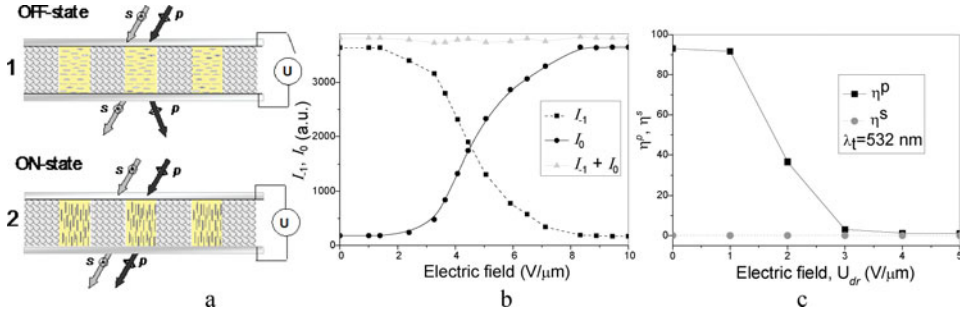 OFF-state
s
p
1
U
s
p
ON-state
s
p
2
U
s
p
a
I₋₁, I₀ (a.u.)
3000
2000
1000
0
0 2 4 6 8 10
Electric field (V/μm)
I₋₁
I₀
I₋₁ + I₀
b
ηᵖ, ηˢ
100
80
60
40
20
0
0 1 2 3 4 5
Electric field, U_dr (V/μm)
ηᵖ
ηˢ
λt=532 nm
c